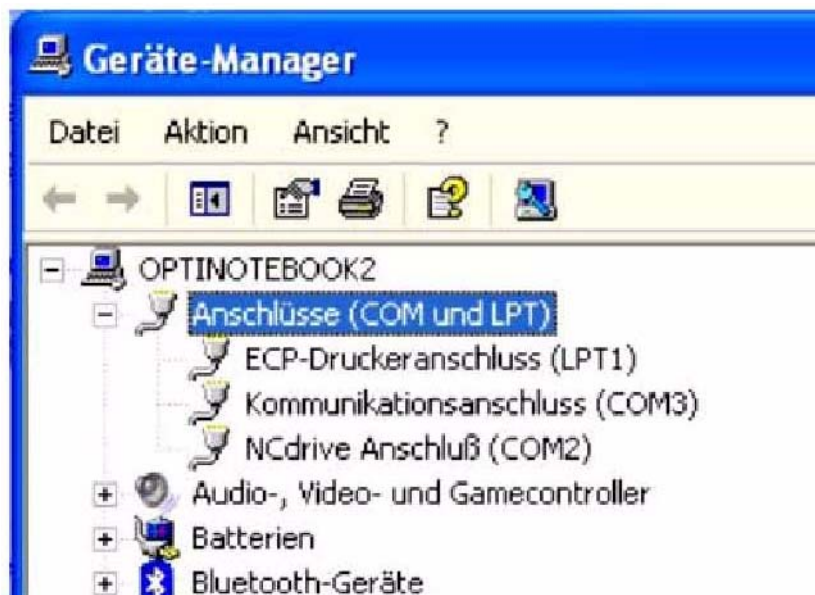 Geräte-Manager
Datei Aktion Ansicht ?
OPTINOTEBOOK2
Anschlüsse (COM und LPT)
ECP-Druckeranschluss (LPT1)
Kommunikationsanschluss (COM3)
NCdrive Anschluß (COM2)
Audio-, Video- und Gamecontroller
Batterien
Bluetooth-Geräte